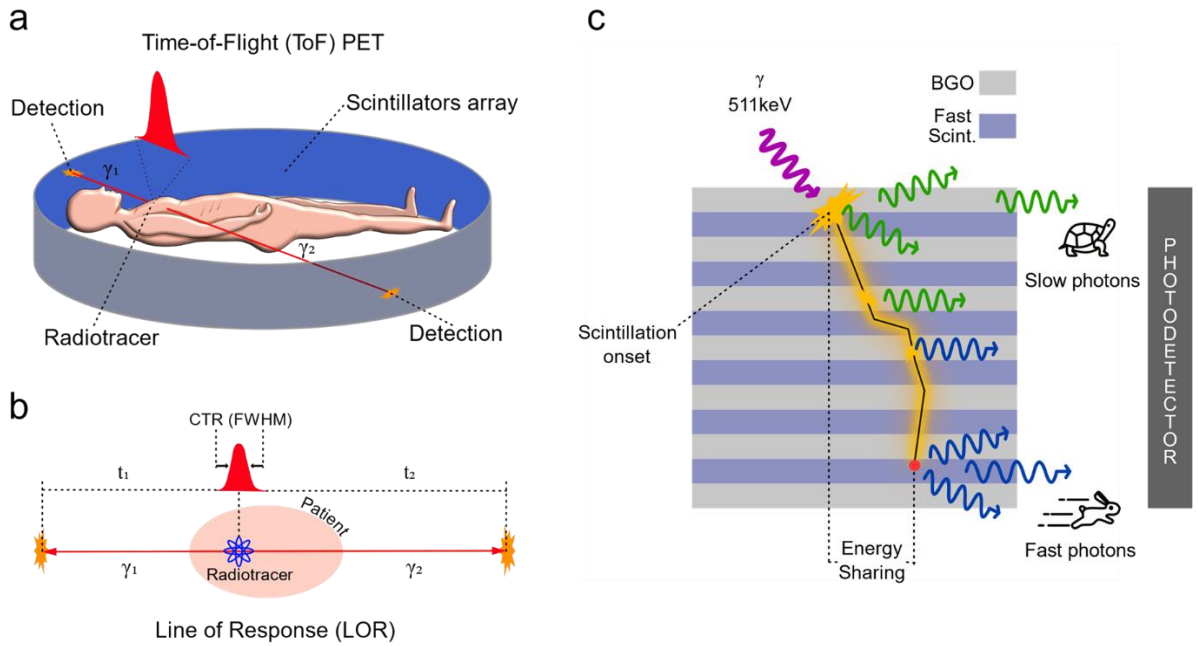 a
Time-of-Flight (ToF) PET
Detection
Scintillators array
γ₁
γ₂
Radiotracer
Detection
b
CTR (FWHM)
t₁
t₂
Patient
Radiotracer
γ₁
γ₂
Line of Response (LOR)
c
γ
511keV
BGO
Fast
Scint.
Slow photons
Scintillation
onset
Energy
Sharing
Fast photons
PHOTODETECTOR